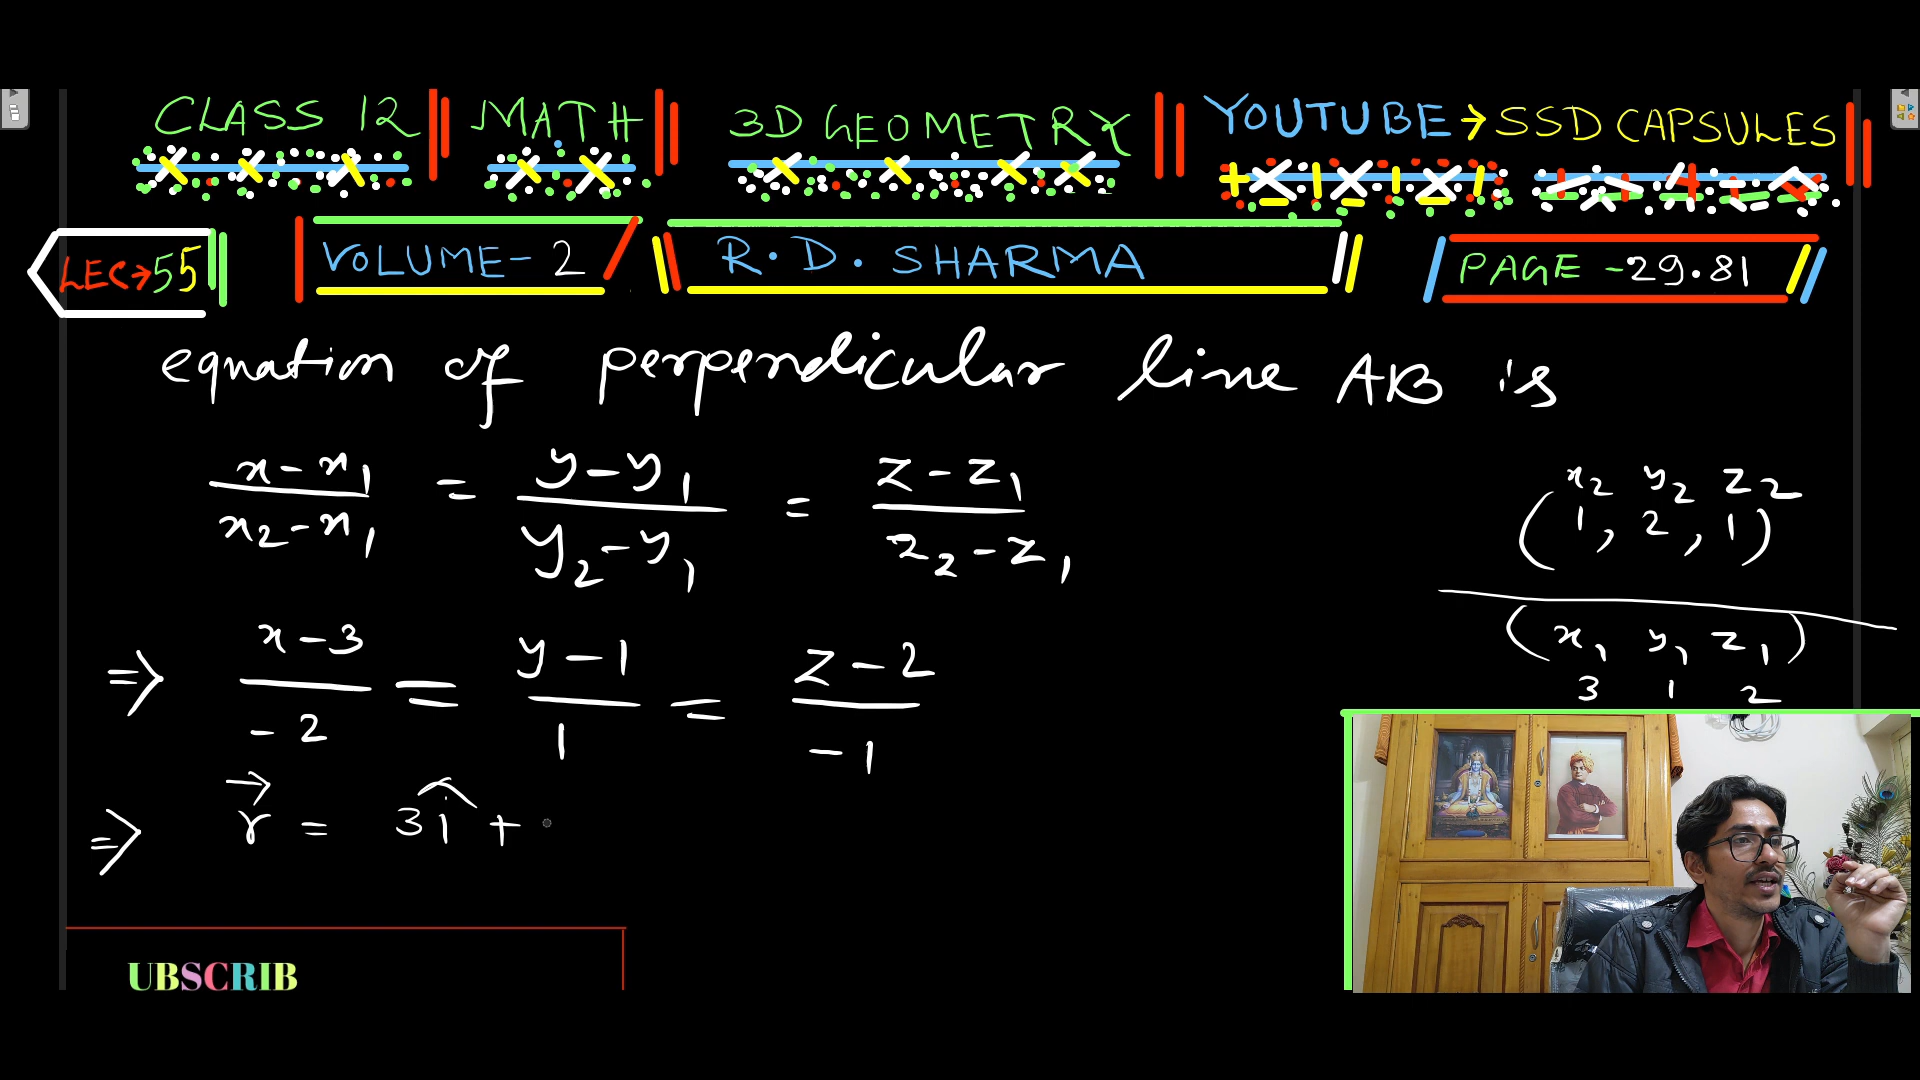 CLASS 12 MATH 3D GEOMETRY YOUTUBE → SSD CAPSULES
LEC→55 VOLUME-2 R.D. SHARMA PAGE -29.81
equation of perpendicular line AB is
x-x₁/x₂-x₁ = y-y₁/y₂-y₁ = z-z₁/z₂-z₁
x₂ y₂ z₂
(1, 2, 1)
(x₁ y₁ z₁)
3 1 2
⇒ x-3/-2 = y-1/1 = z-2/-1
⇒ r⃗ = 3î +
UBSCRIB